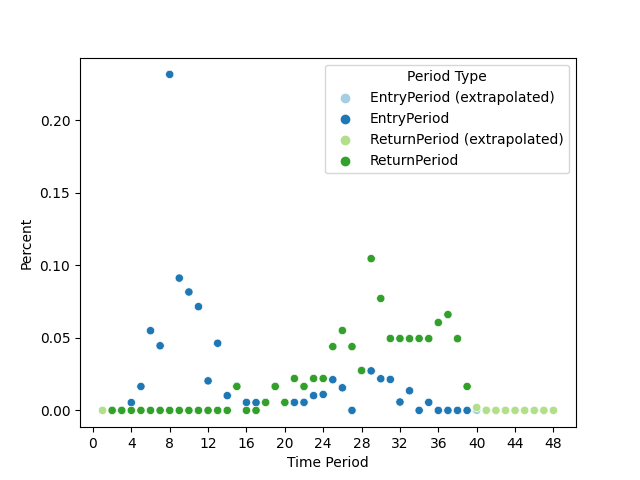 Period Type
EntryPeriod (extrapolated)
EntryPeriod
ReturnPeriod (extrapolated)
ReturnPeriod
Percent
0.20
0.15
0.10
0.05
0.00
0 4 8 12 16 20 24 28 32 36 40 44 48
Time Period